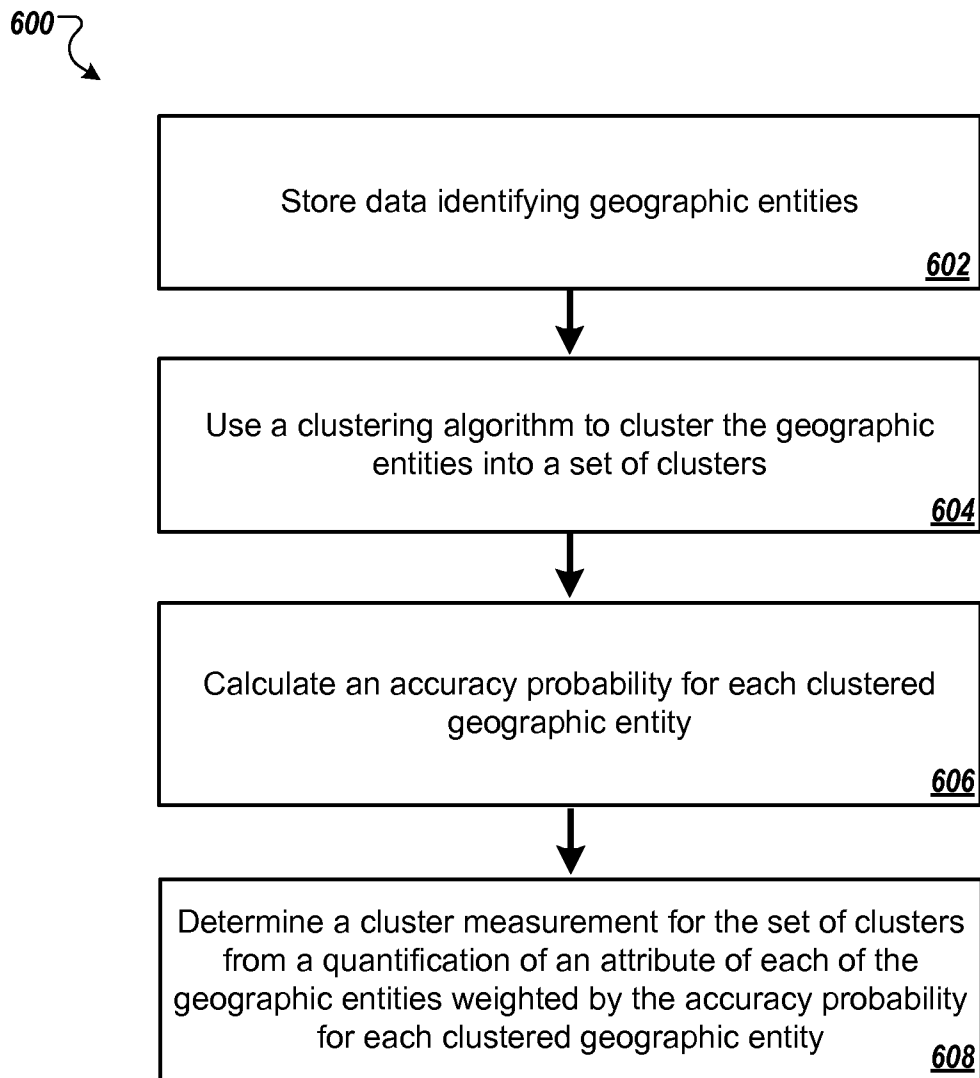 600
Store data identifying geographic entities
602
Use a clustering algorithm to cluster the geographic
entities into a set of clusters
604
Calculate an accuracy probability for each clustered
geographic entity
606
Determine a cluster measurement for the set of clusters
from a quantification of an attribute of each of the
geographic entities weighted by the accuracy probability
for each clustered geographic entity
608